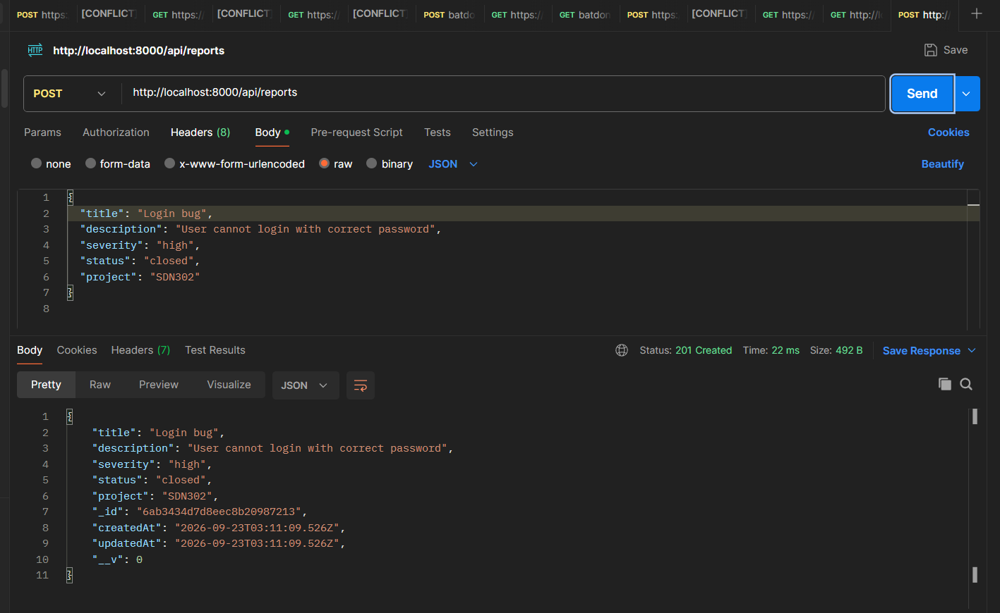 POST https:
[CONFLICT]
GET https:/
[CONFLICT]
GET https:/
[CONFLICT]
POST batdo
GET https:/
GET batdon
POST https:
[CONFLICT]
GET https://
GET http://
POST http://
HTTP http://localhost:8000/api/reports
Save
POST http://localhost:8000/api/reports Send
Params Authorization Headers (8) Body Pre-request Script Tests Settings Cookies
none form-data x-www-form-urlencoded raw binary JSON Beautify
1 {
2 "title": "Login bug",
3 "description": "User cannot login with correct password",
4 "severity": "high",
5 "status": "closed",
6 "project": "SDN302"
7 }
8
Body Cookies Headers (7) Test Results Status: 201 Created Time: 22 ms Size: 492 B Save Response
Pretty Raw Preview Visualize JSON
1 {
2 "title": "Login bug",
3 "description": "User cannot login with correct password",
4 "severity": "high",
5 "status": "closed",
6 "project": "SDN302",
7 "_id": "6ab3434d7d8eec8b20987213",
8 "createdAt": "2026-09-23T03:11:09.526Z",
9 "updatedAt": "2026-09-23T03:11:09.526Z",
10 "__v": 0
11 }